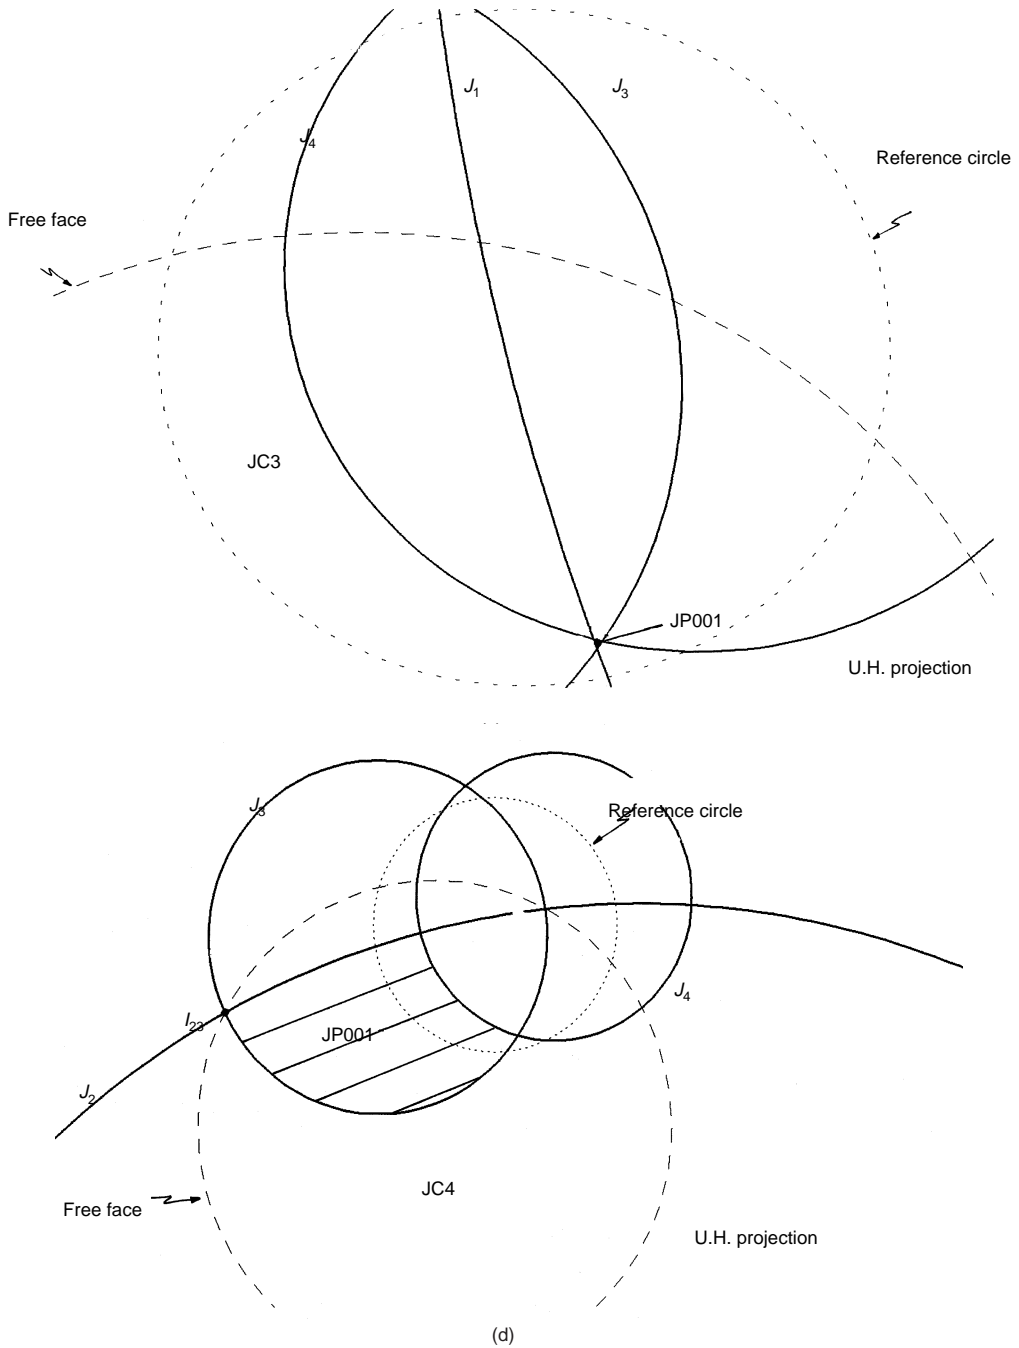 J1
J3
J4
Reference circle
Free face
JC3
JP001
U.H. projection
J3
Reference circle
J4
I23
JP001
J2
JC4
Free face
U.H. projection
(d)